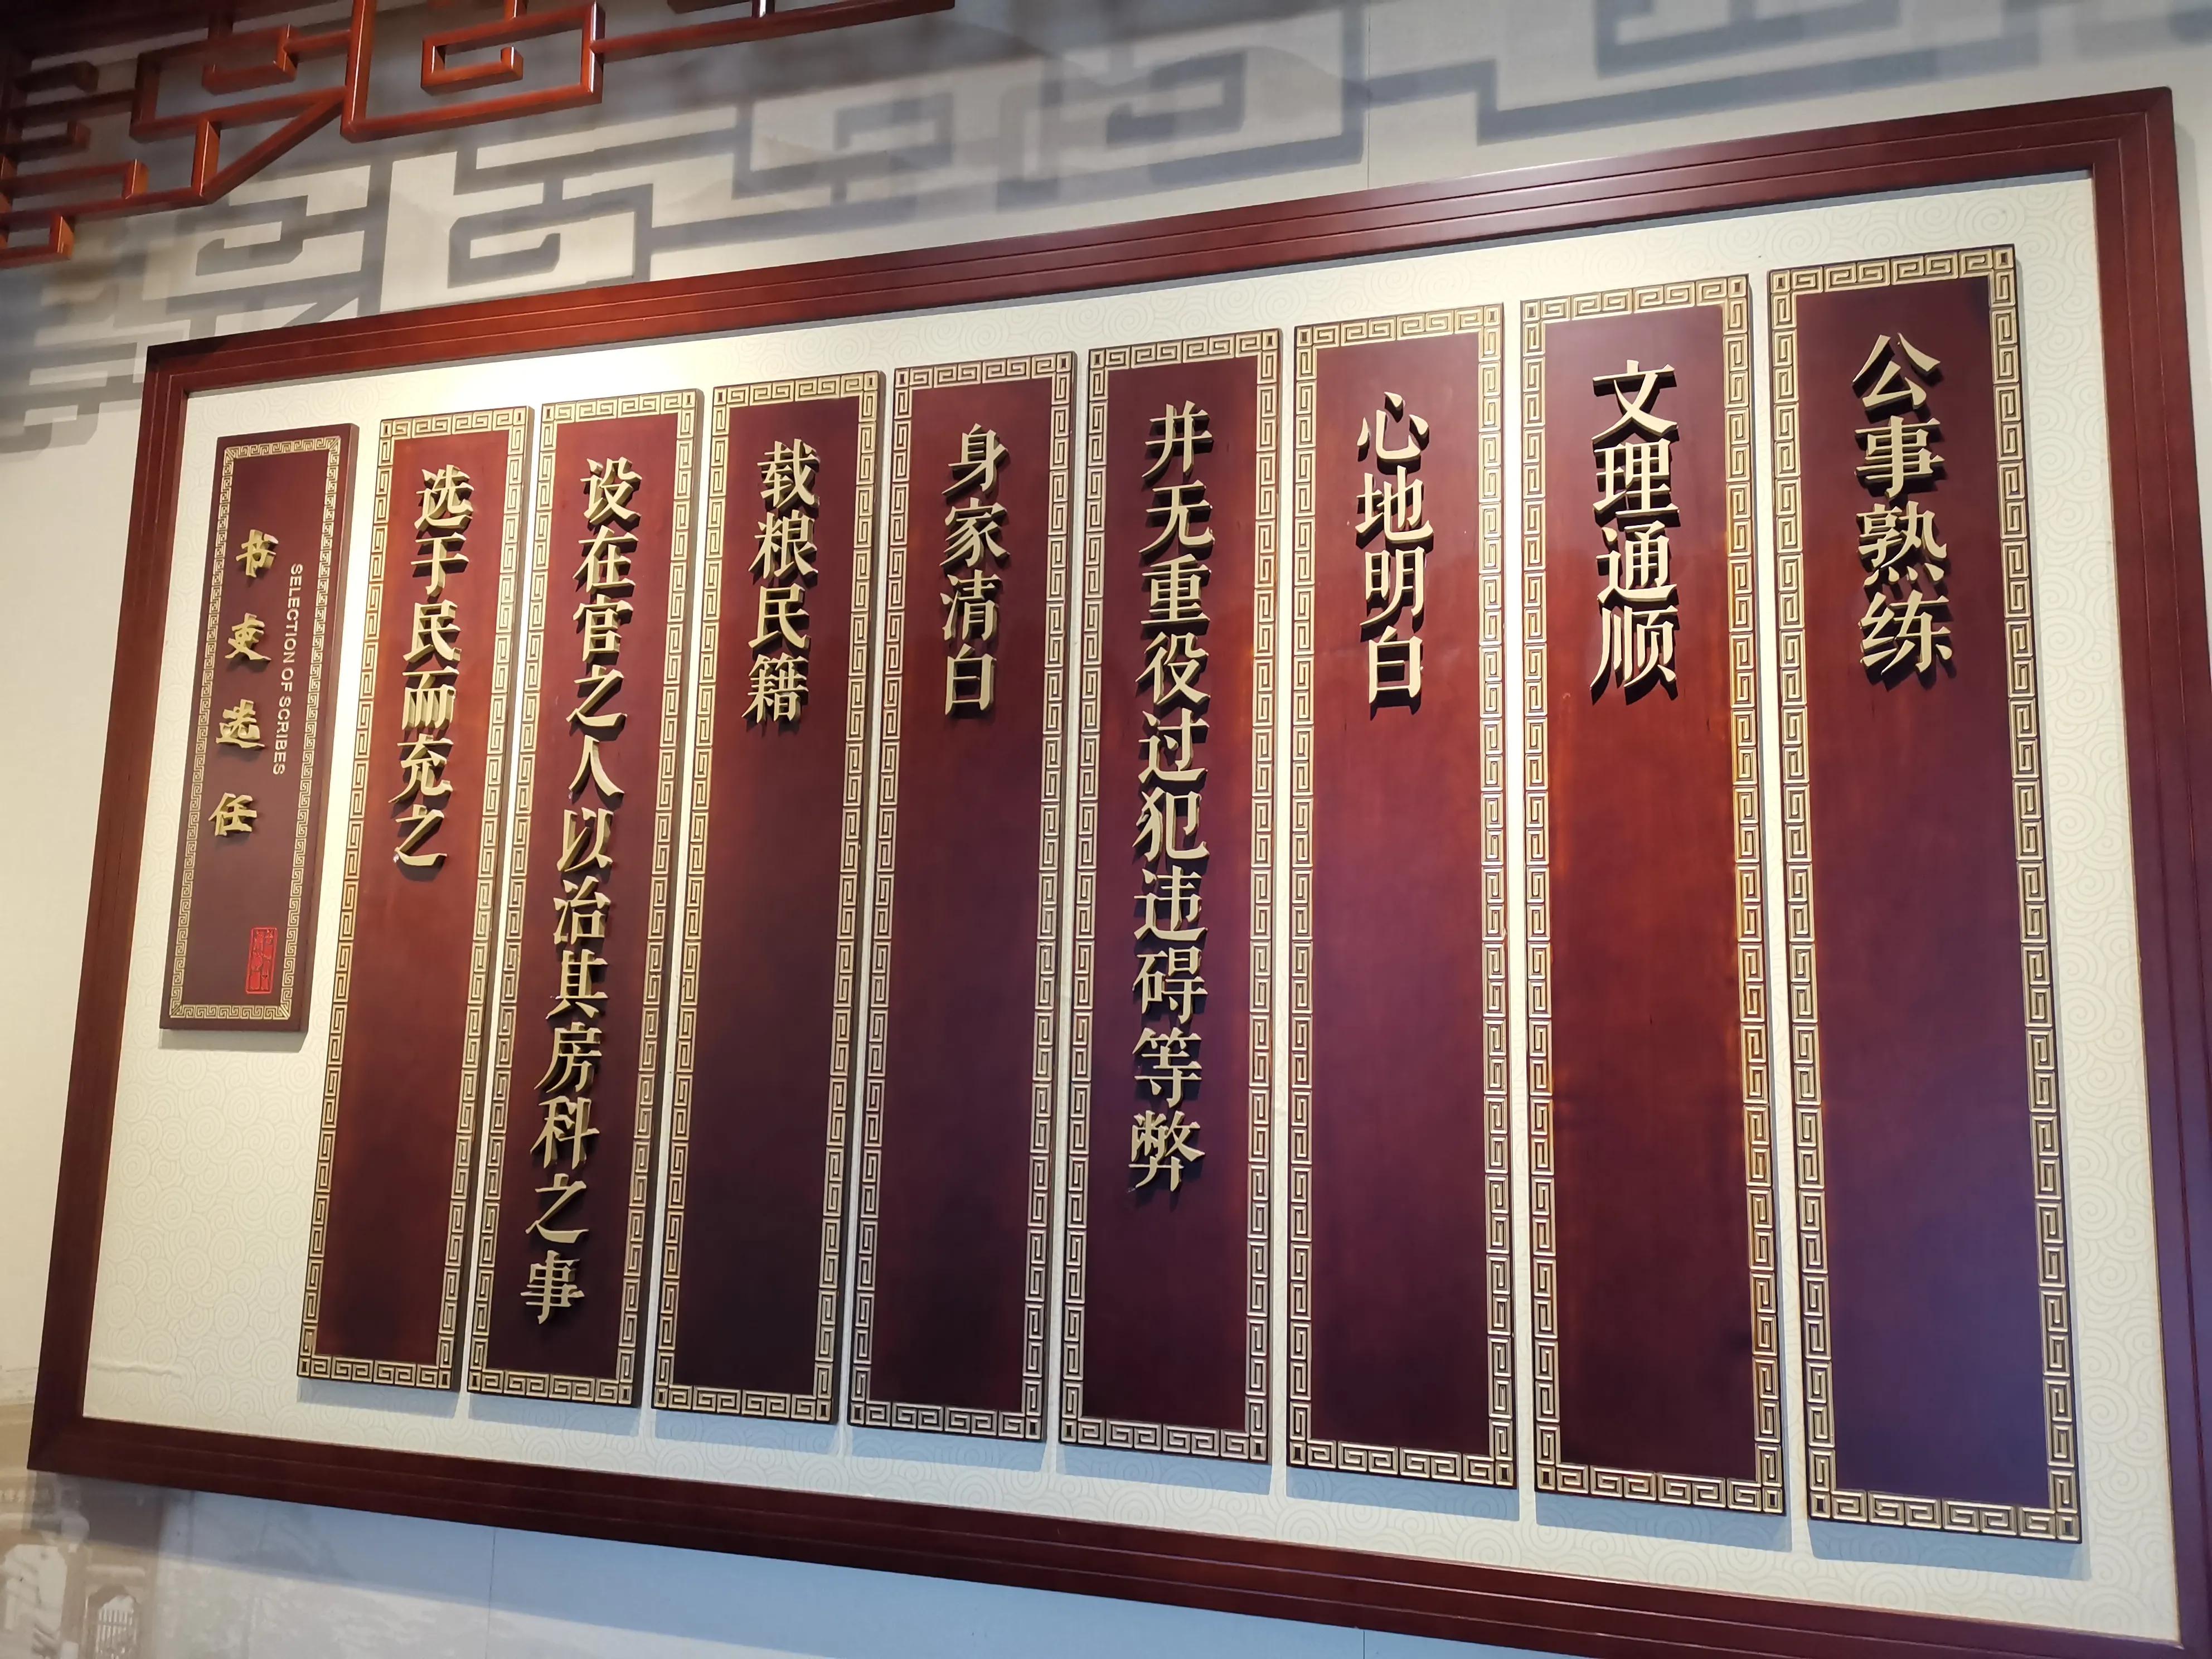 书吏选任
SELECTION OF SCRIBES
选于民而充之
设在官之人以治其房科之事
载粮民籍
身家清白
并无重役过犯违碍等弊
心地明白
文理通顺
公事熟练